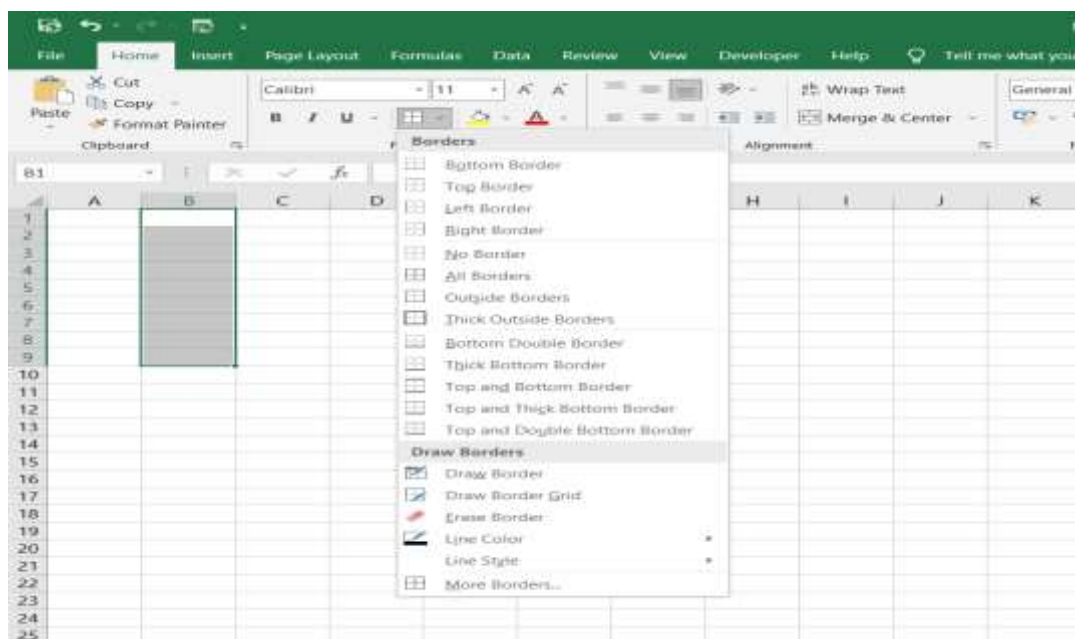 File Home Insert Page Layout Formulas Data Review View Developer Help Tell me what you
Cut
Copy
Paste
Format Painter
Clipboard
Calibri 11
B I U
Wrap Text
Merge & Center
Alignment
General
B1 fx
A B C D H I J K
1
2
3
4
5
6
7
8
9
10
11
12
13
14
15
16
17
18
19
20
21
22
23
24
25
Borders
Bottom Border
Top Border
Left Border
Right Border
No Border
All Borders
Outside Borders
Thick Outside Borders
Bottom Double Border
Thick Bottom Border
Top and Bottom Border
Top and Thick Bottom Border
Top and Double Bottom Border
Draw Borders
Draw Border
Draw Border Grid
Erase Border
Line Color
Line Style
More Borders...